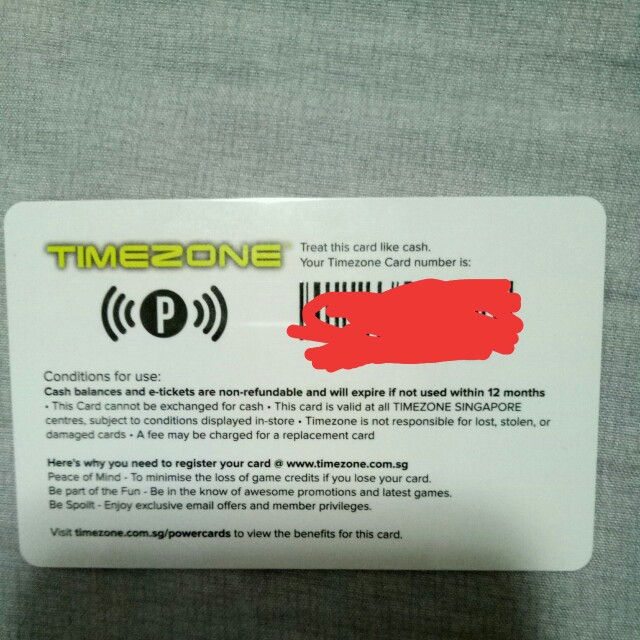 TIMEZONE
Treat this card like cash.
Your Timezone Card number is:
P
Conditions for use:
Cash balances and e-tickets are non-refundable and will expire if not used within 12 months
• This Card cannot be exchanged for cash • This card is valid at all TIMEZONE SINGAPORE
centres, subject to conditions displayed in-store • Timezone is not responsible for lost, stolen, or
damaged cards • A fee may be charged for a replacement card
Here's why you need to register your card @ www.timezone.com.sg
Peace of Mind - To minimise the loss of game credits if you lose your card.
Be part of the Fun - Be in the know of awesome promotions and latest games.
Be Spoilt - Enjoy exclusive email offers and member privileges.
Visit timezone.com.sg/powercards to view the benefits for this card.